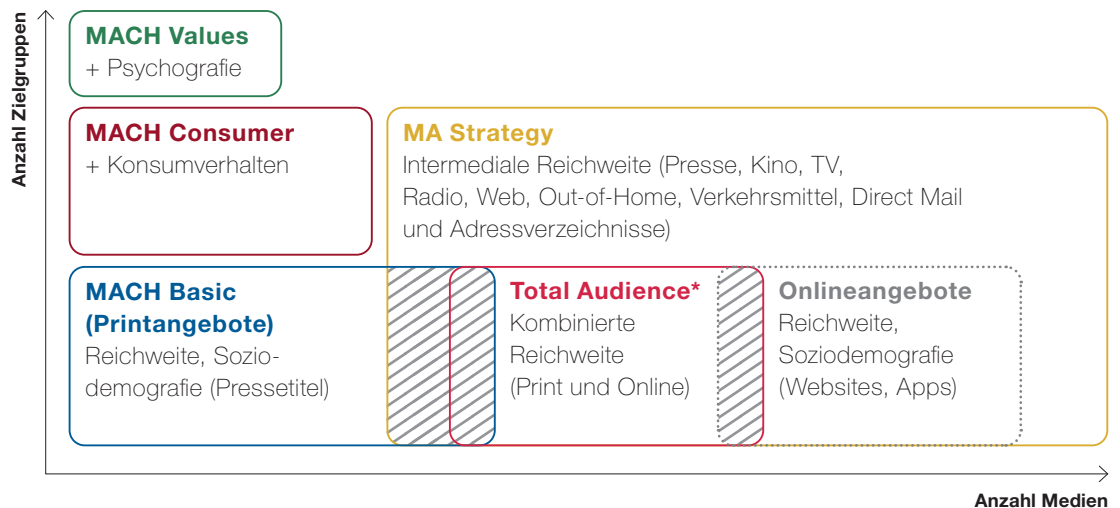 Anzahl Zielgruppen
MACH Values
+ Psychografie
MACH Consumer
+ Konsumverhalten
MA Strategy
Intermediale Reichweite (Presse, Kino, TV,
Radio, Web, Out-of-Home, Verkehrsmittel, Direct Mail
und Adressverzeichnisse)
MACH Basic
(Printangebote)
Reichweite, Sozio-
demografie (Pressetitel)
Total Audience*
Kombinierte
Reichweite
(Print und Online)
Onlineangebote
Reichweite,
Soziodemografie
(Websites, Apps)
Anzahl Medien